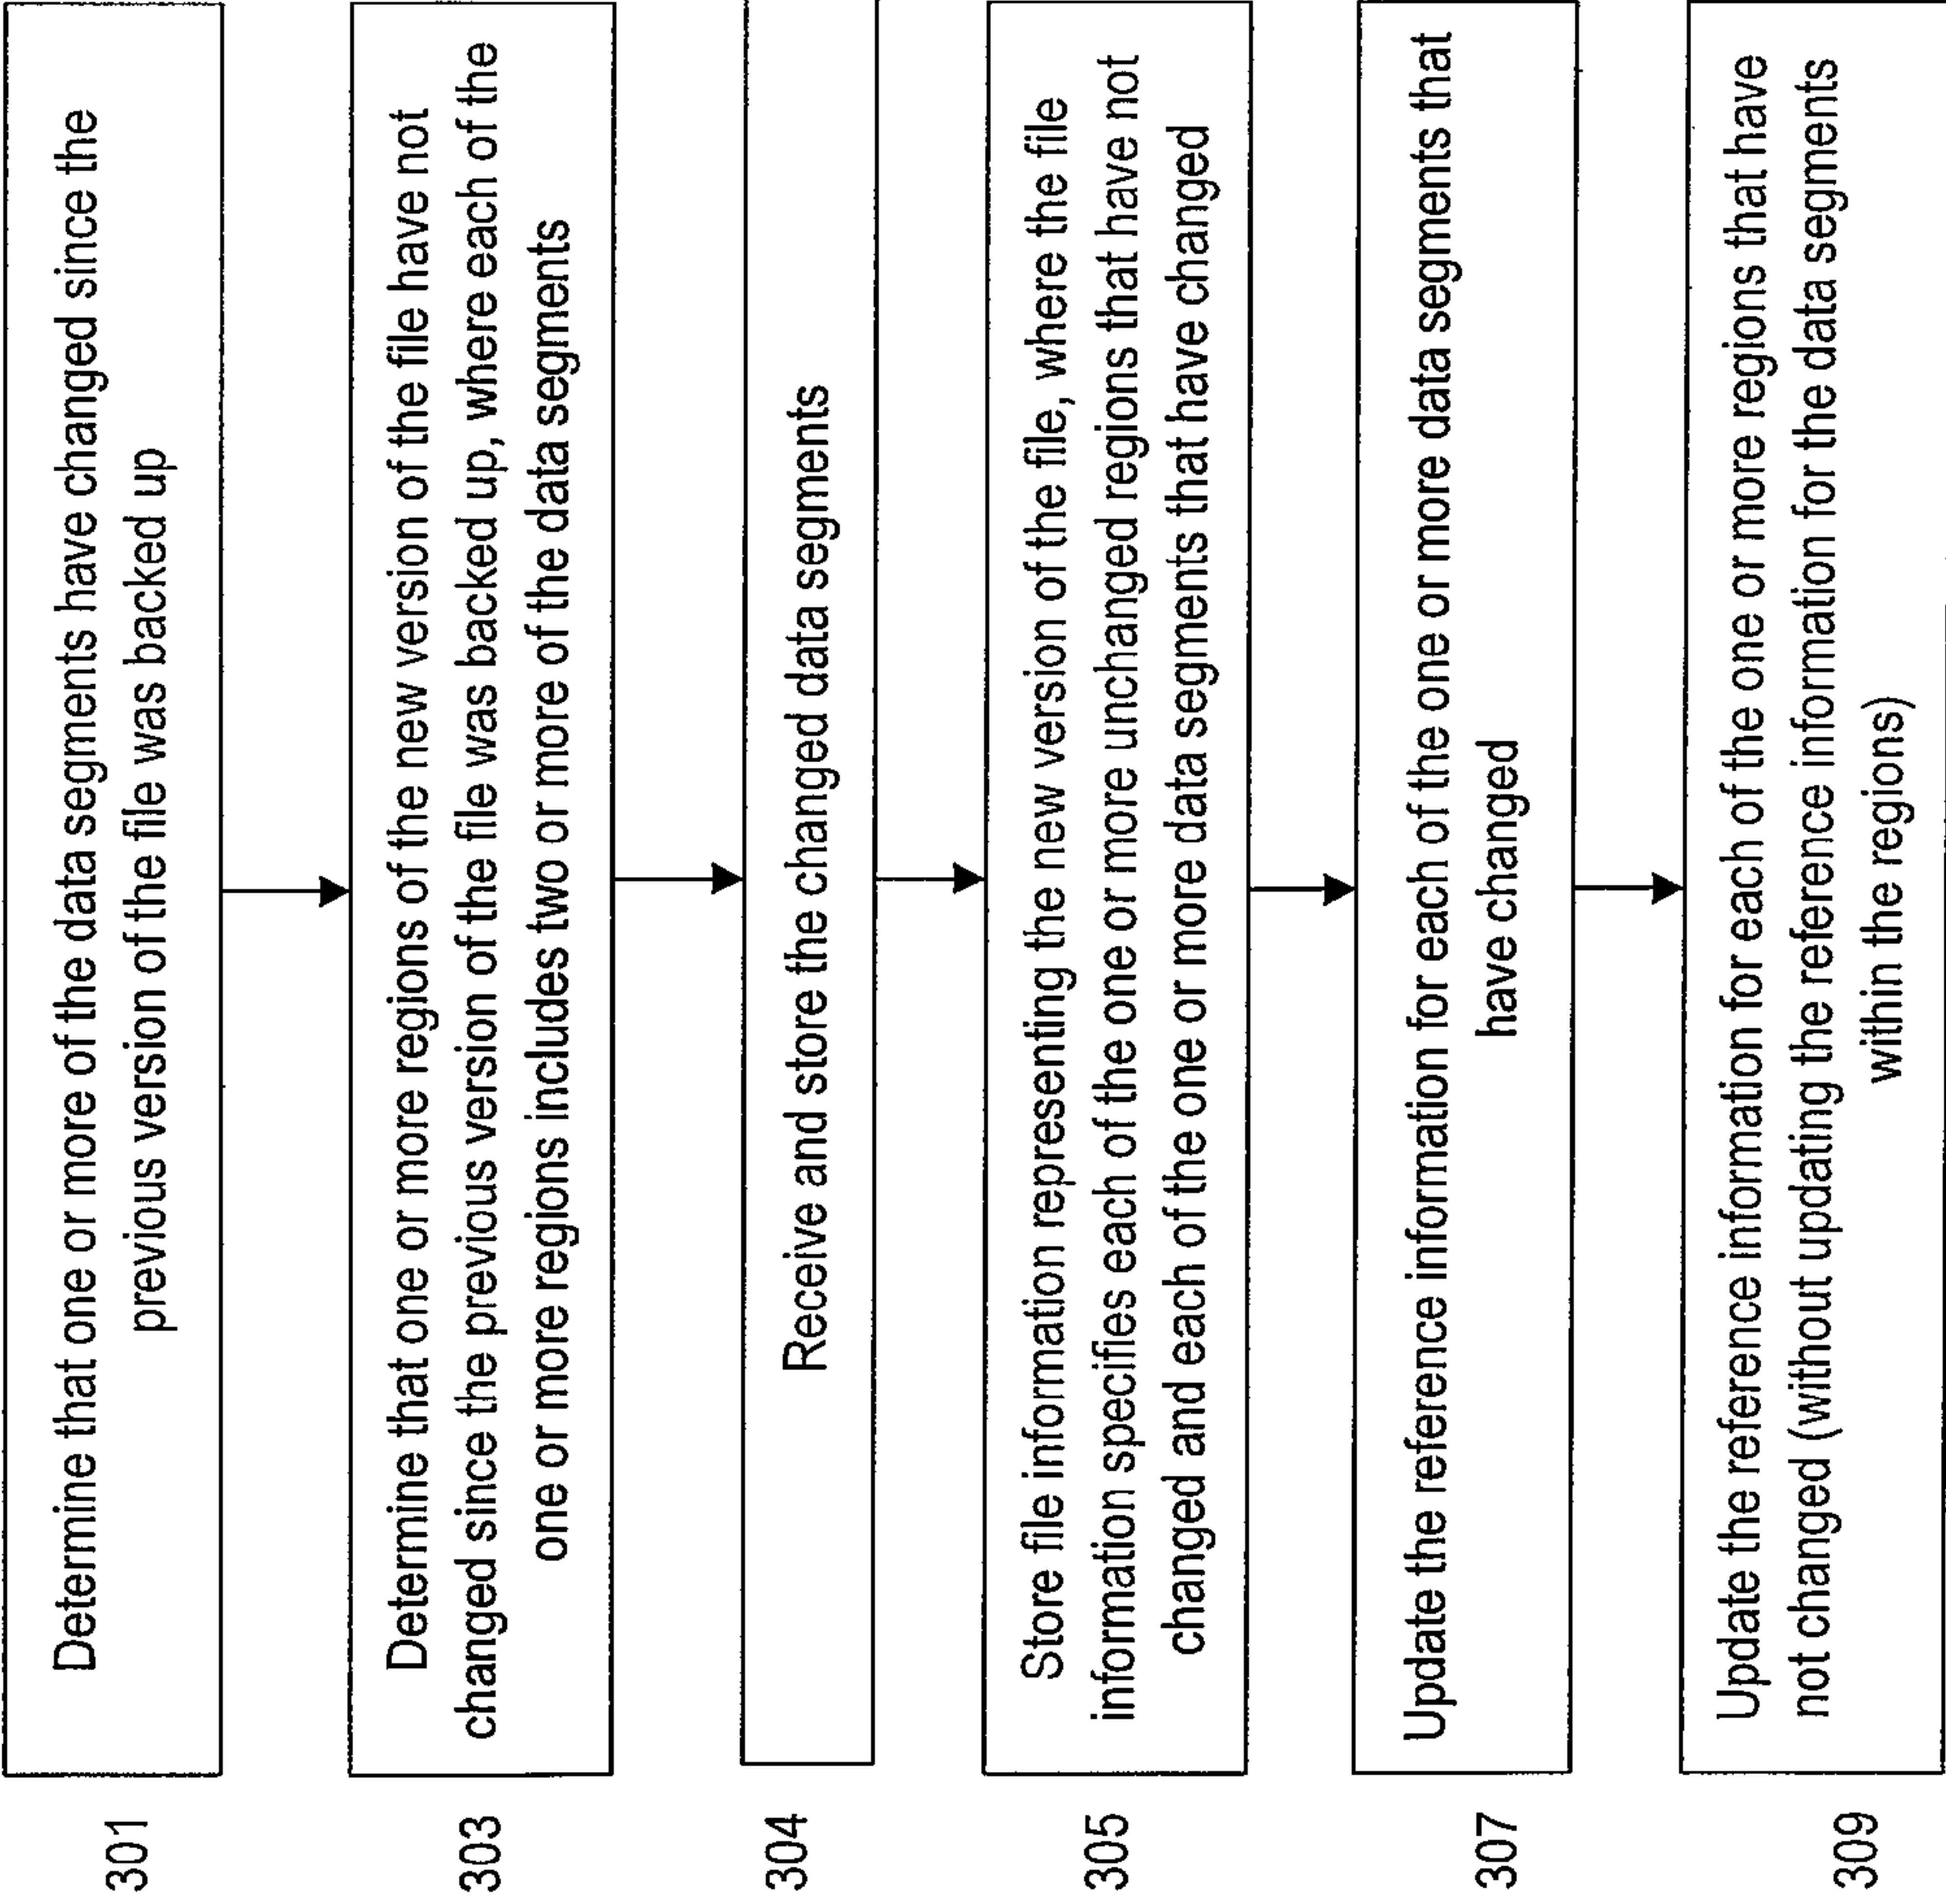 301
Determine that one or more of the data segments have changed since the
previous version of the file was backed up
303
Determine that one or more regions of the new version of the file have not
changed since the previous version of the file was backed up, where each of the
one or more regions includes two or more of the data segments
304
Receive and store the changed data segments
305
Store file information representing the new version of the file, where the file
information specifies each of the one or more unchanged regions that have not
changed and each of the one or more data segments that have changed
307
Update the reference information for each of the one or more data segments that
have changed
309
Update the reference information for each of the one or more regions that have
not changed (without updating the reference information for the data segments
within the regions)